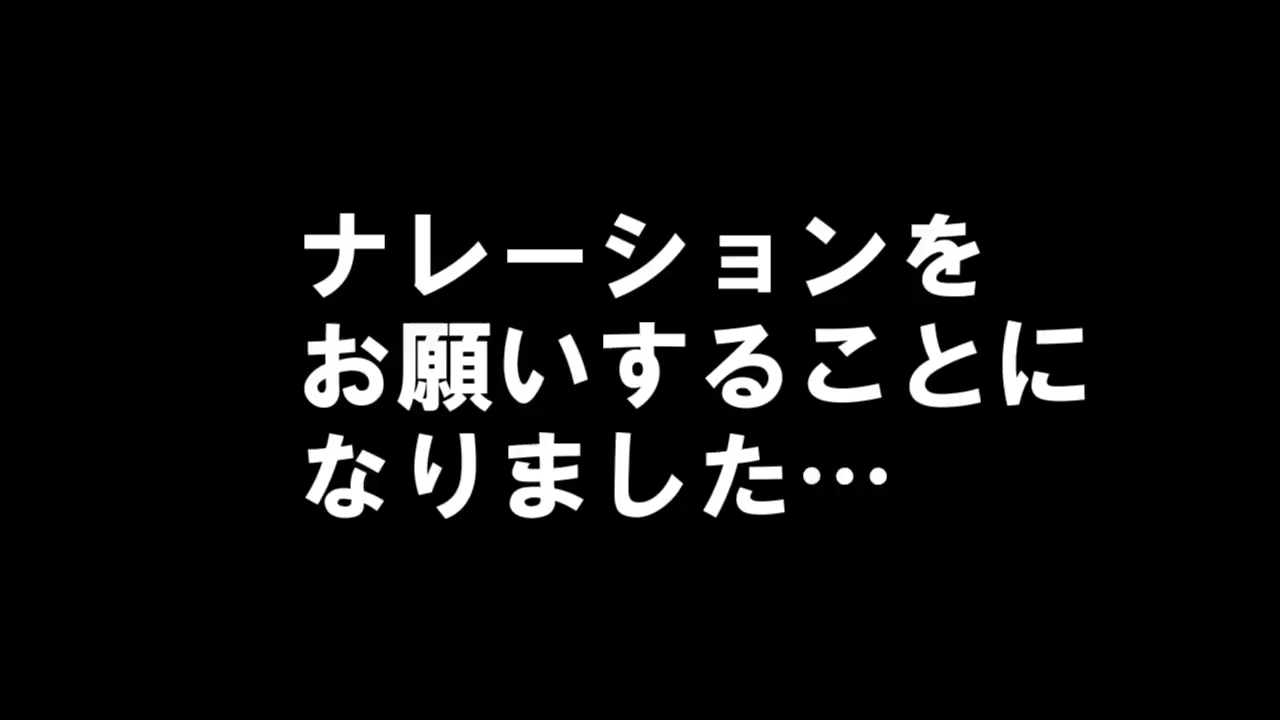 ナレーションを
お願いすることに
なりました…